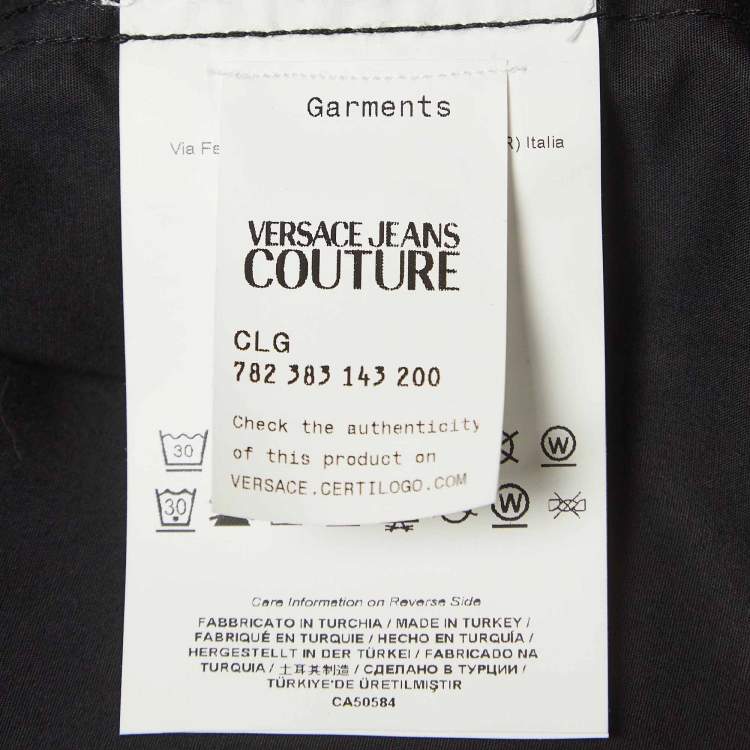 Garments
Via
R) Italia
VERSACE JEANS
COUTURE
CLG
782 383 143 200
Check the authenticity
of this product on
VERSACE.CERTILOGO.COM
30
W
30
W
Care Information on Reverse Side
FABBRICATO IN TURCHIA / MADE IN TURKEY /
FABRIQUÉ EN TURQUIE / HECHO EN TURQUÍA /
HERGESTELLT IN DER TÜRKEI / FABRICADO NA
TURQUIA / 土耳其制造 / СДЕЛАНО В ТУРЦИИ /
TÜRKİYE'DE ÜRETİLMİŞTIR
CA50584